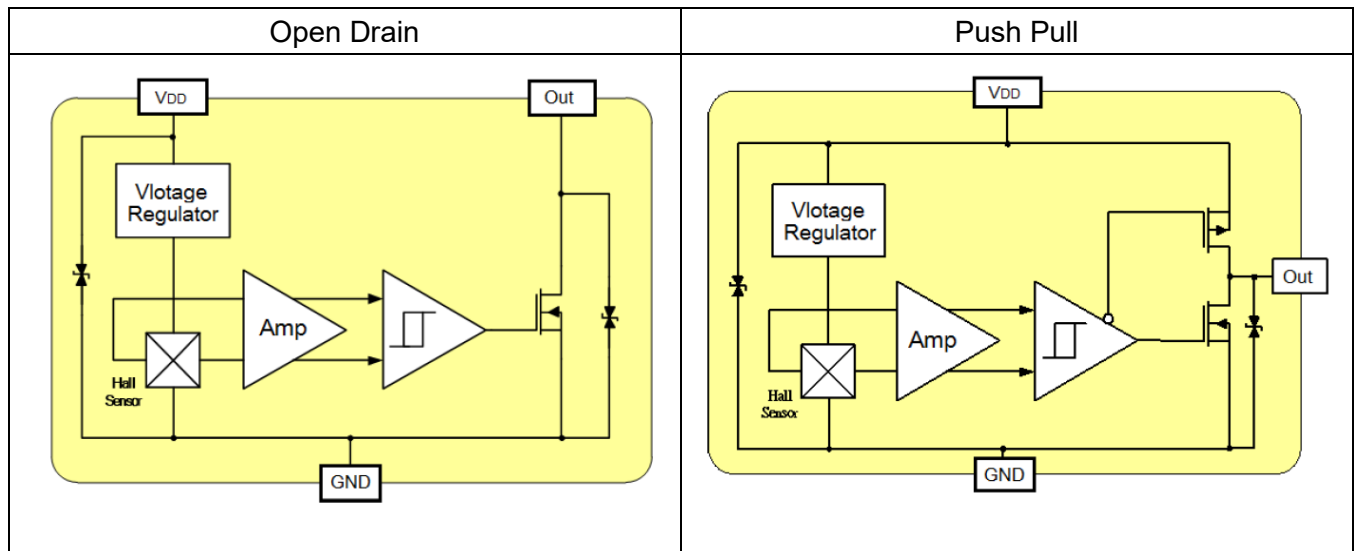 Open Drain
Push Pull
VDD
Out
Vlotage
Regulator
Amp
Hall
Sensor
GND
VDD
Vlotage
Regulator
Out
Amp
Hall
Sensor
GND